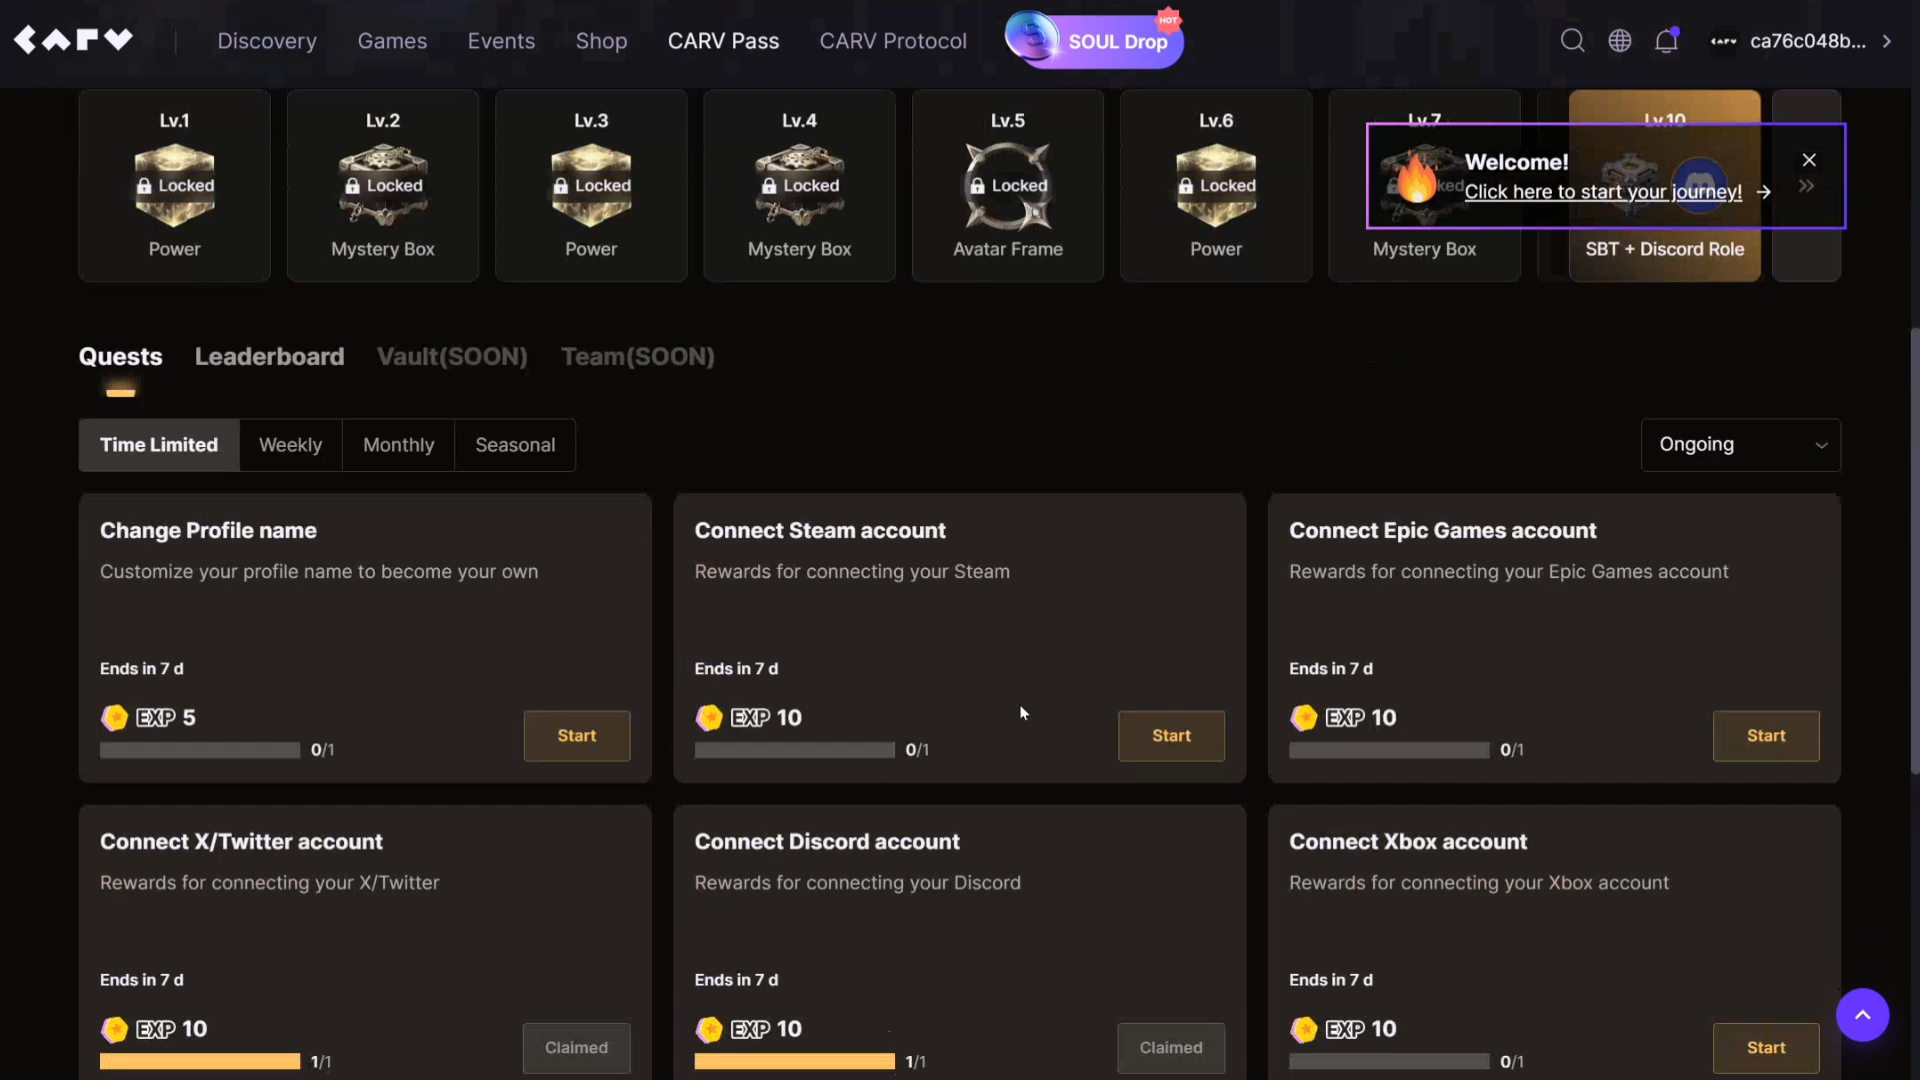 CARV
Discovery
Games
Events
Shop
CARV Pass
CARV Protocol
SOUL Drop
HOT
ca76c048b...
Lv.1
Locked
Power
Lv.2
Locked
Mystery Box
Lv.3
Locked
Power
Lv.4
Locked
Mystery Box
Lv.5
Locked
Avatar Frame
Lv.6
Locked
Power
Lv.7
Mystery Box
Lv.10
SBT + Discord Role
Welcome!
Click here to start your journey! →
Quests
Leaderboard
Vault(SOON)
Team(SOON)
Time Limited
Weekly
Monthly
Seasonal
Ongoing
Change Profile name
Customize your profile name to become your own
Ends in 7 d
EXP 5
0/1
Start
Connect Steam account
Rewards for connecting your Steam
Ends in 7 d
EXP 10
0/1
Start
Connect Epic Games account
Rewards for connecting your Epic Games account
Ends in 7 d
EXP 10
0/1
Start
Connect X/Twitter account
Rewards for connecting your X/Twitter
Ends in 7 d
EXP 10
1/1
Claimed
Connect Discord account
Rewards for connecting your Discord
Ends in 7 d
EXP 10
1/1
Claimed
Connect Xbox account
Rewards for connecting your Xbox account
Ends in 7 d
EXP 10
0/1
Start